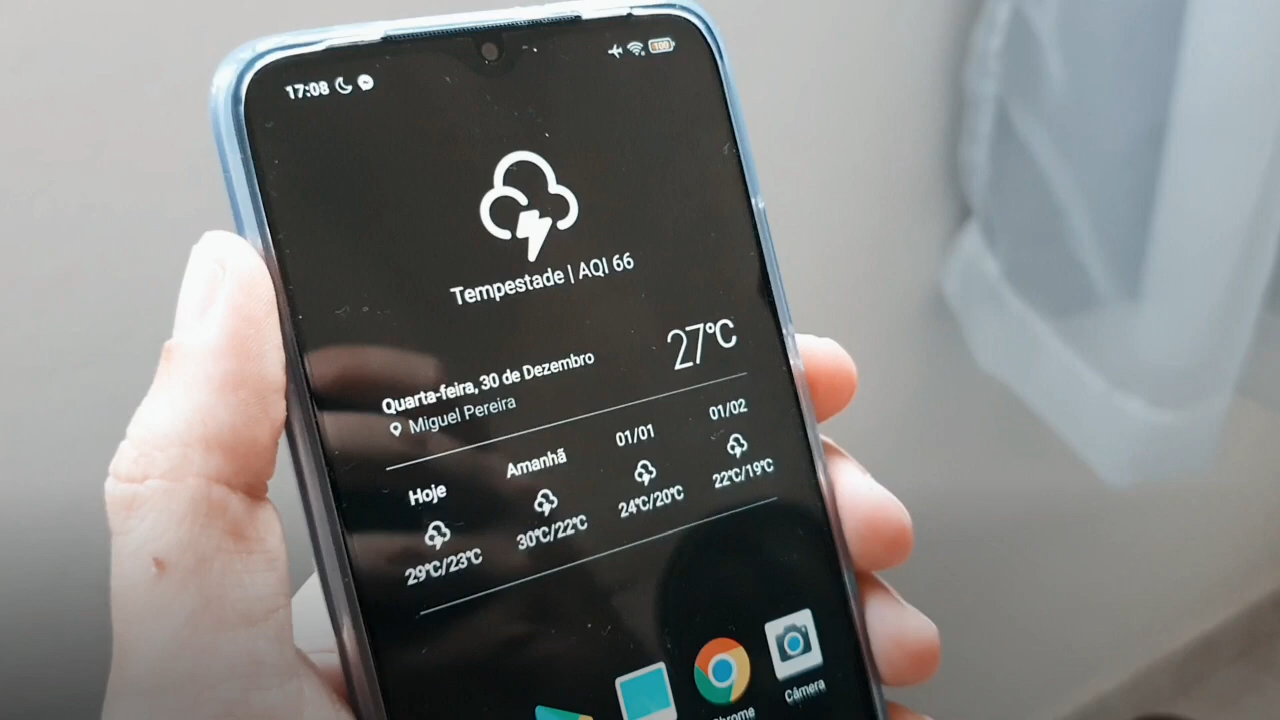 17:08
100
Tempestade | AQI 66
27℃
Quarta-feira, 30 de Dezembro
Miguel Pereira
Hoje
29℃/23℃
Amanhã
30℃/22℃
01/01
24℃/20℃
01/02
22℃/19℃
Chrome
Câmera